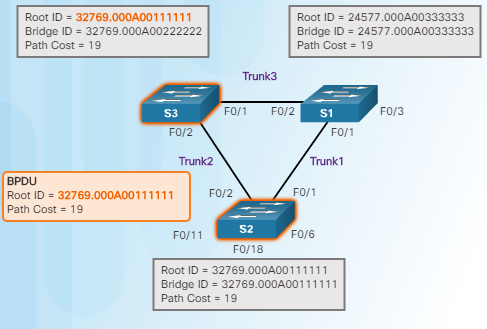 Root ID = 32769.000A00111111
Bridge ID = 32769.000A00222222
Path Cost = 19
Root ID = 24577.000A00333333
Bridge ID = 24577.000A00333333
Path Cost = 19
Trunk3
S3
F0/1
F0/2
S1
F0/3
F0/2
F0/1
Trunk2
Trunk1
BPDU
Root ID = 32769.000A00111111
Path Cost = 19
F0/2
F0/1
S2
F0/11
F0/6
F0/18
Root ID = 32769.000A00111111
Bridge ID = 32769.000A00111111
Path Cost = 19